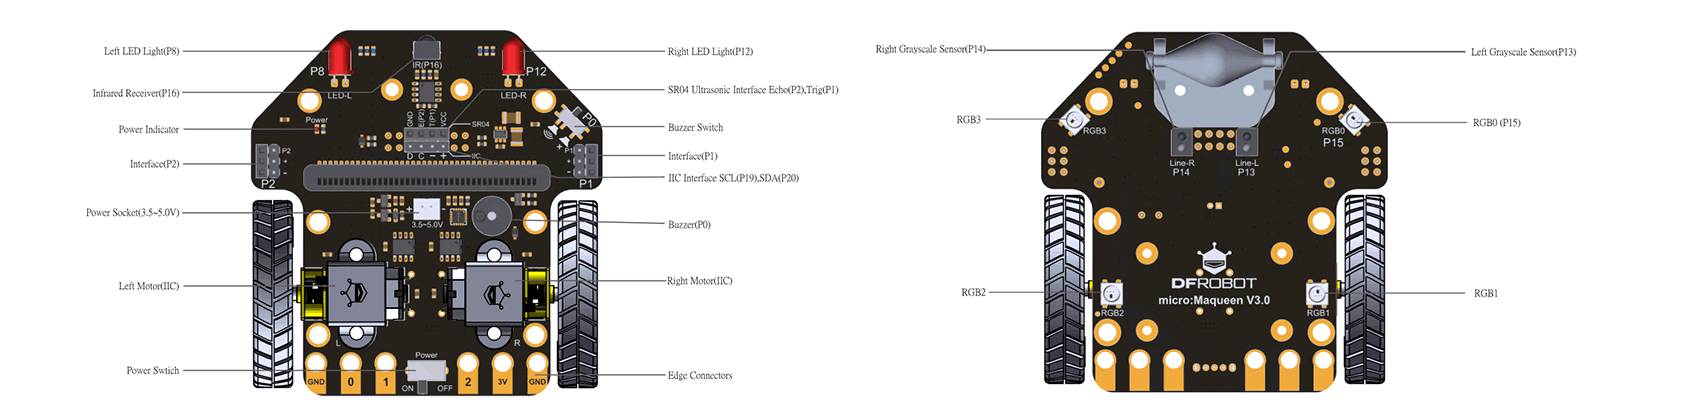 Left LED Light(P8)
Right LED Light(P12)
Infrared Receiver(P16)
SR04 Ultrasonic Interface Echo(P2),Trig(P1)
Power Indicator
Buzzer Switch
Interface(P2)
Interface(P1)
IIC Interface SCL(P19),SDA(P20)
Power Socket(3.5~5.0V)
Buzzer(P0)
Left Motor(IIC)
Right Motor(IIC)
Power Swtich
Edge Connectors
P8
IR(P16)
P12
LED-L
LED-R
Power
GND
E(P2)
T(P1)
VCC
SR04
P0
D C - +
IIC
P2
+
-
P2
P1
+
-
P1
+
-
3.5~5.0V
L
R
Power
ON
OFF
GND
0
1
2
3V
GND
Right Grayscale Sensor(P14)
Left Grayscale Sensor(P13)
RGB3
RGB0 (P15)
RGB2
RGB1
RGB3
RGB0
P15
Line-R
P14
Line-L
P13
DFROBOT
micro:Maqueen V3.0
RGB2
RGB1